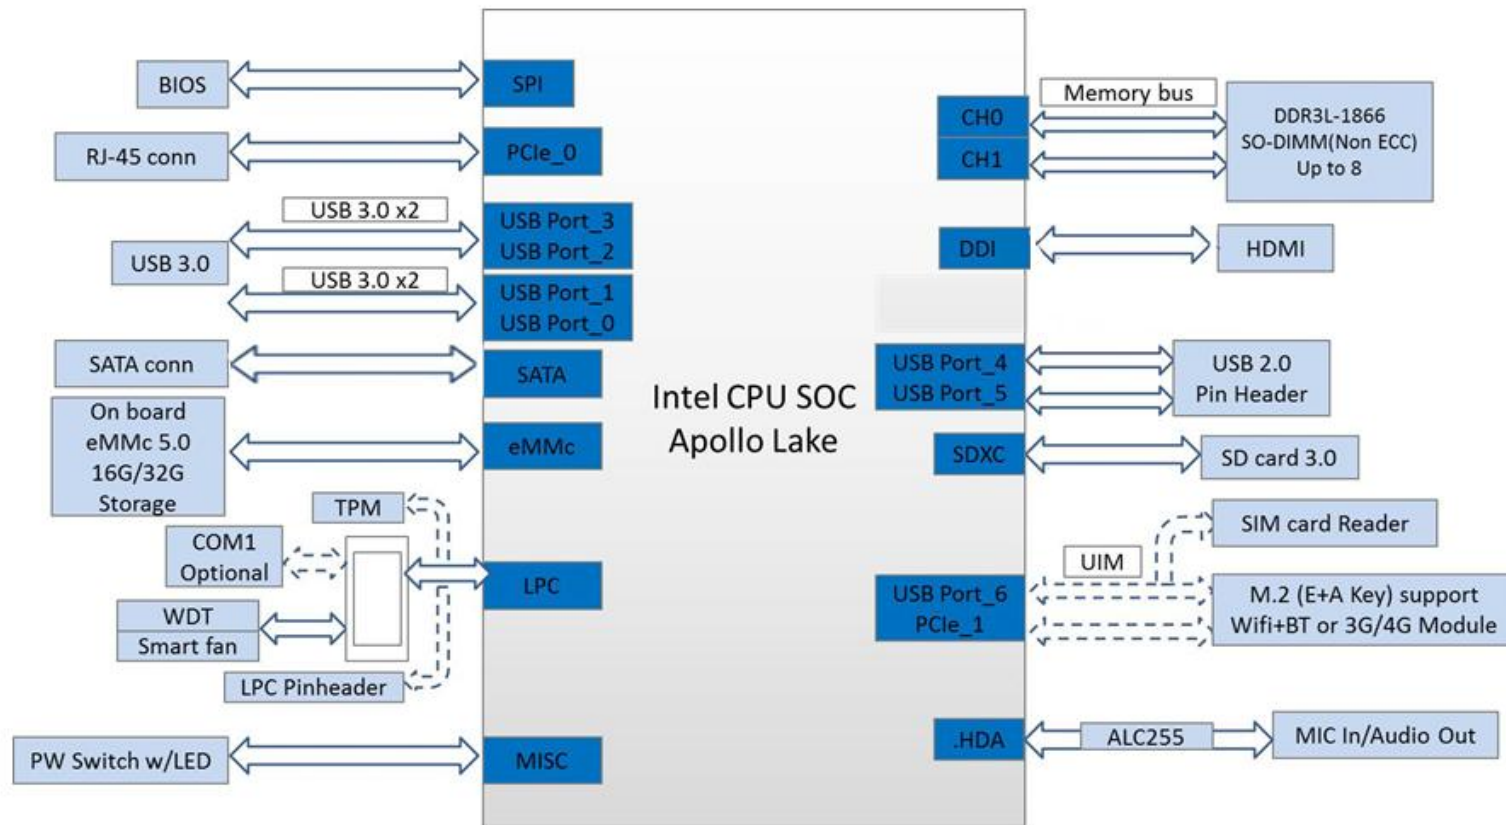 BIOS
SPI
RJ-45 conn
PCIe_0
USB 3.0 x2
USB Port_3
USB Port_2
USB 3.0
USB 3.0 x2
USB Port_1
USB Port_0
SATA conn
SATA
On board
eMMc 5.0
16G/32G
Storage
eMMc
TPM
COM1
Optional
LPC
WDT
Smart fan
LPC Pinheader
PW Switch w/LED
MISC
Intel CPU SOC
Apollo Lake
Memory bus
CH0
CH1
DDR3L-1866
SO-DIMM(Non ECC)
Up to 8
DDI
HDMI
USB Port_4
USB Port_5
USB 2.0
Pin Header
SDXC
SD card 3.0
SIM card Reader
UIM
USB Port_6
PCIe_1
M.2 (E+A Key) support
Wifi+BT or 3G/4G Module
.HDA
ALC255
MIC In/Audio Out